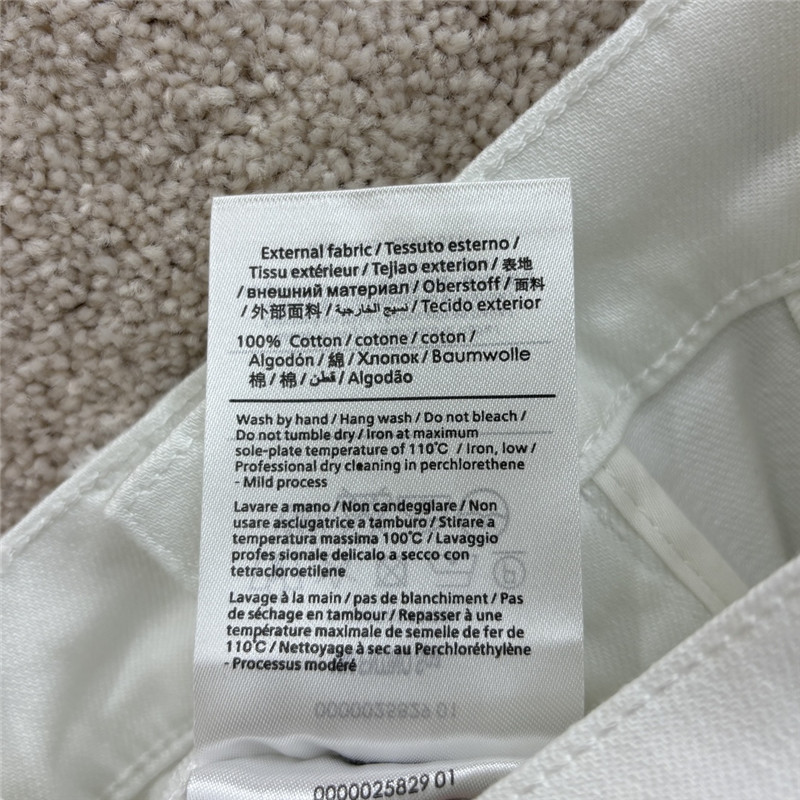 External fabric / Tessuto esterno /
Tissu extérieur / Tejiao exterion / 表地
/ внешний материал / Oberstoff / 面料
/ 外部面料 / نسيج الخارجية / Tecido exterior
100% Cotton / cotone / coton /
Algodón / 綿 / Хлопок / Baumwolle
棉 / 棉 / قطن / Algodão
Wash by hand / Hang wash / Do not bleach /
Do not tumble dry / Iron at maximum
sole-plate temperature of 110℃ / Iron, low /
Professional dry cleaning in perchlorethene
- Mild process
Lavare a mano / Non candeggiare / Non
usare asclugatrice a tamburo / Stirare a
temperatura massima 100℃ / Lavaggio
profes sionale delicalo a secco con
tetracloroetilene
Lavage à la main / pas de blanchiment / Pas
de séchage en tambour / Repasser à une
température maximale de semelle de fer de
110℃ / Nettoyage à sec au Perchloréthylène
- Processus modéré
0000025829 01
0000025829 01